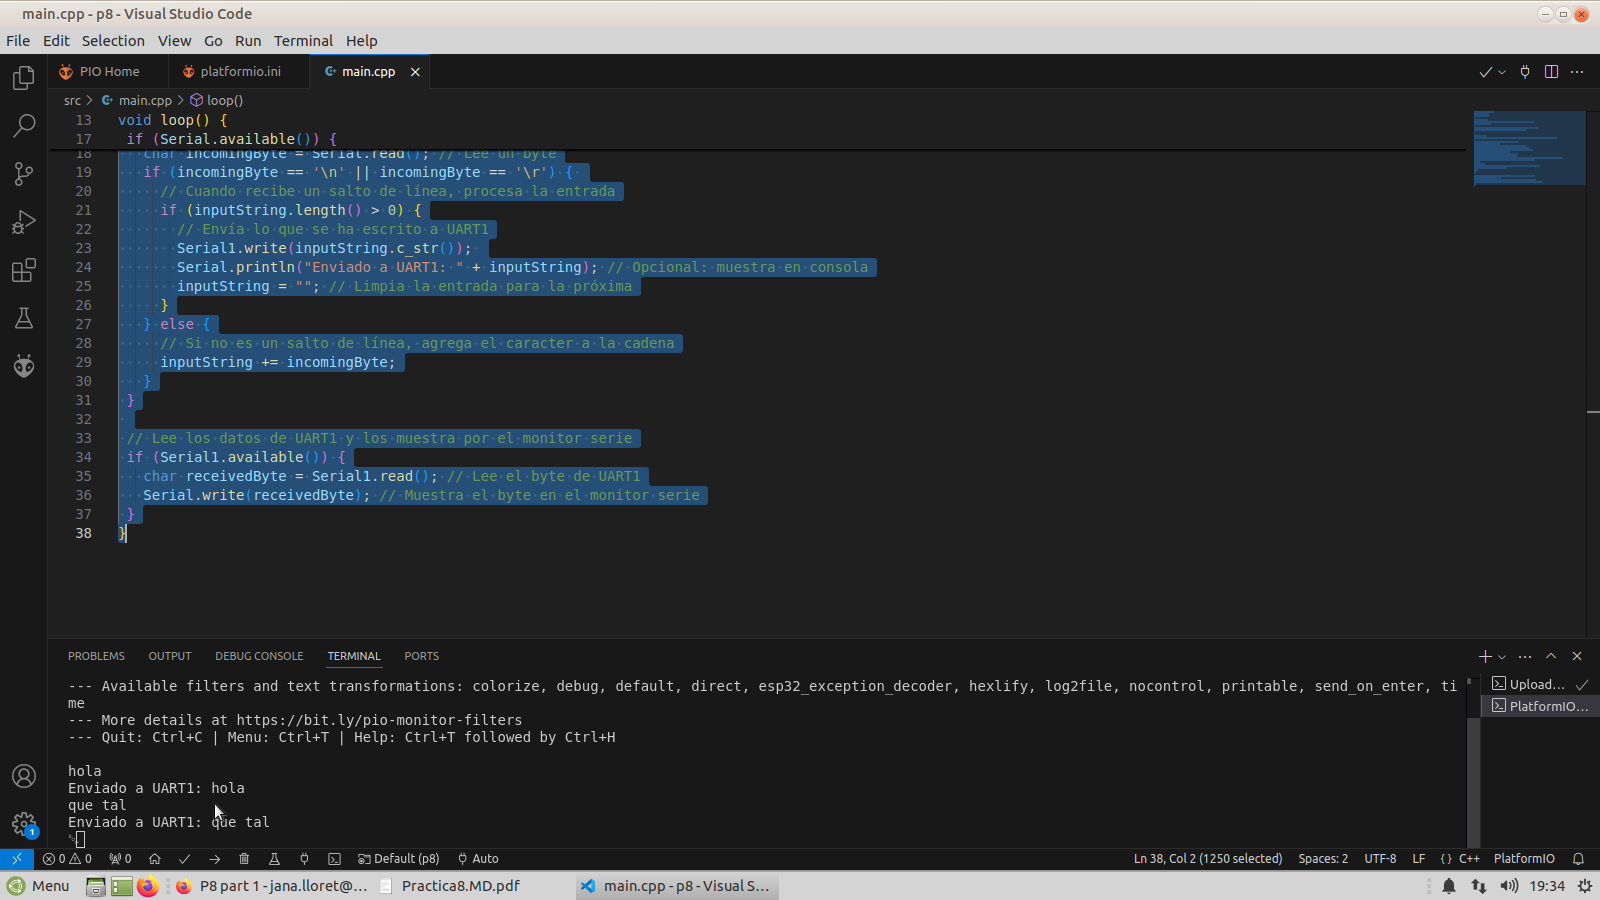 main.cpp - p8 - Visual Studio Code
File Edit Selection View Go Run Terminal Help
PIO Home platformio.ini main.cpp
src > main.cpp > loop()
13 void loop() {
17 if (Serial.available()) {
18 char incomingByte = Serial.read(); // Lee un byte
19 if (incomingByte == '\n' || incomingByte == '\r') {
20 // Cuando recibe un salto de línea, procesa la entrada
21 if (inputString.length() > 0) {
22 // Envía lo que se ha escrito a UART1
23 Serial1.write(inputString.c_str());
24 Serial.println("Enviado a UART1: " + inputString); // Opcional: muestra en consola
25 inputString = ""; // Limpia la entrada para la próxima
26 }
27 } else {
28 // Si no es un salto de línea, agrega el caracter a la cadena
29 inputString += incomingByte;
30 }
31 }
32
33 // Lee los datos de UART1 y los muestra por el monitor serie
34 if (Serial1.available()) {
35 char receivedByte = Serial1.read(); // Lee el byte de UART1
36 Serial.write(receivedByte); // Muestra el byte en el monitor serie
37 }
38 }
PROBLEMS OUTPUT DEBUG CONSOLE TERMINAL PORTS
--- Available filters and text transformations: colorize, debug, default, direct, esp32_exception_decoder, hexlify, log2file, nocontrol, printable, send_on_enter, ti
me
--- More details at https://bit.ly/pio-monitor-filters
--- Quit: Ctrl+C | Menu: Ctrl+T | Help: Ctrl+T followed by Ctrl+H
hola
Enviado a UART1: hola
que tal
Enviado a UART1: que tal
Upload...
PlatformIO...
1
0 0 0 Default (p8) Auto Ln 38, Col 2 (1250 selected) Spaces: 2 UTF-8 LF {} C++ PlatformIO
Menu P8 part 1 - jana.lloret@... Practica8.MD.pdf main.cpp - p8 - Visual S... 19:34